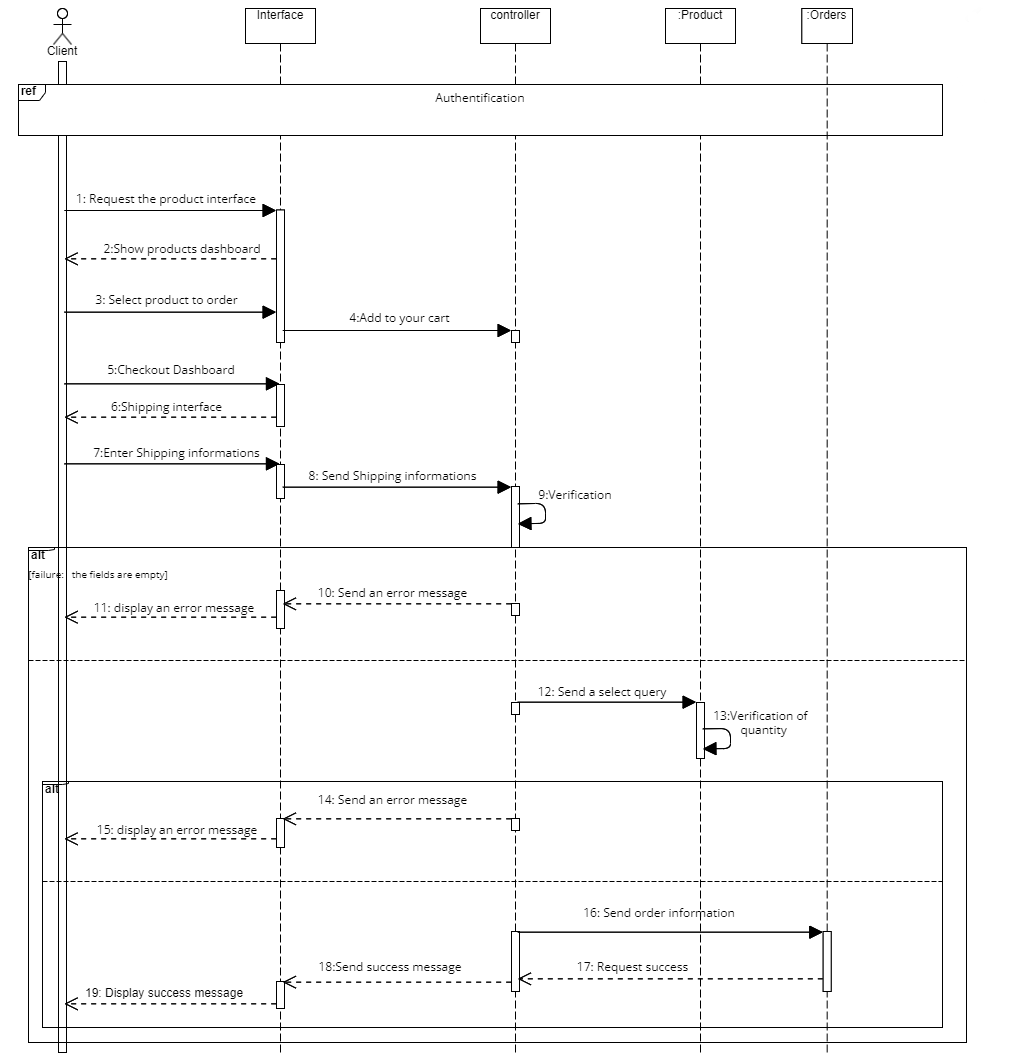 Interface
controller
:Product
:Orders
Client
ref
Authentification
1: Request the product interface
2:Show products dashboard
3: Select product to order
4:Add to your cart
5:Checkout Dashboard
6:Shipping interface
7:Enter Shipping informations
8: Send Shipping informations
9:Verification
alt
[failure: the fields are empty]
10: Send an error message
11: display an error message
12: Send a select query
13:Verification of
quantity
alt
14: Send an error message
15: display an error message
16: Send order information
17: Request success
18:Send success message
19: Display success message